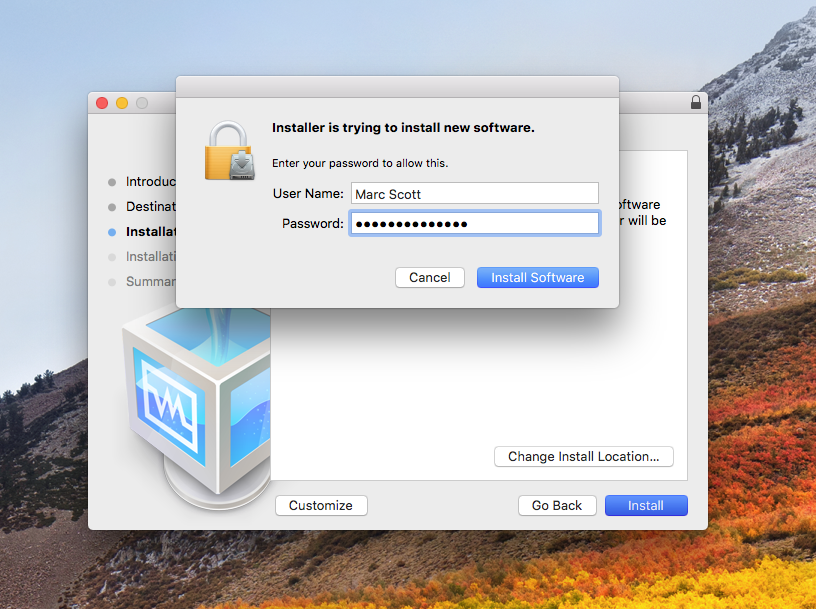 Installer is trying to install new software.
Enter your password to allow this.
User Name: Marc Scott
Password: ••••••••••••••
Cancel
Install Software
Introduc
Destinat
Installat
Installati
Summar
ftware
r will be
Change Install Location...
Customize
Go Back
Install